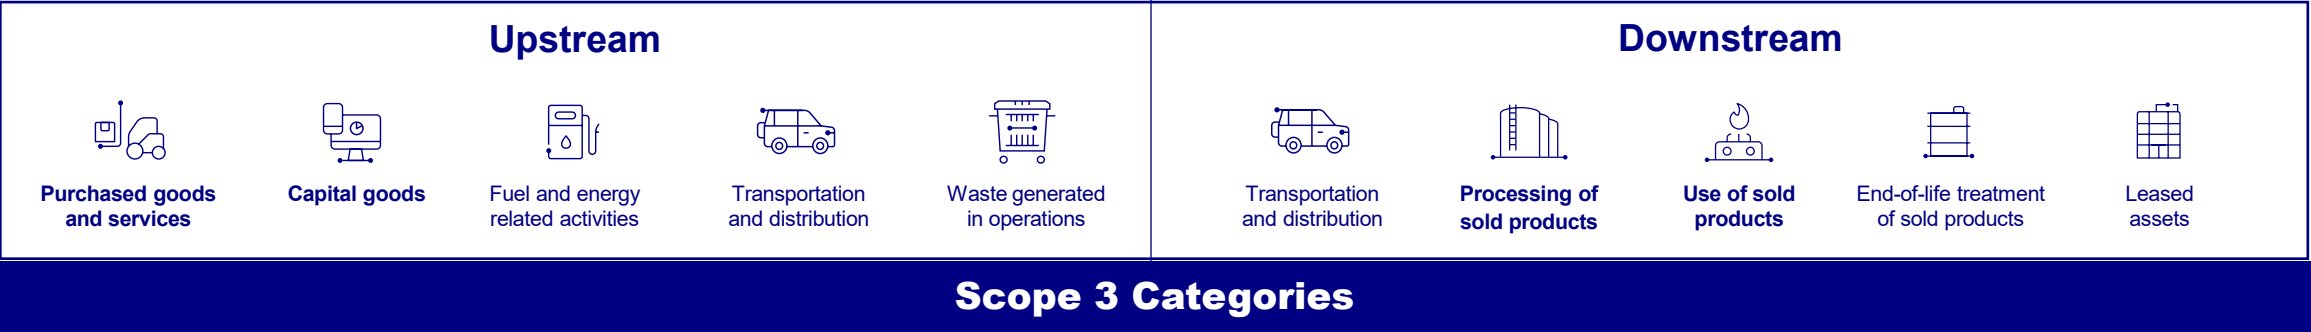 Upstream
Purchased goods
and services
Capital goods
Fuel and energy
related activities
Transportation
and distribution
Waste generated
in operations
Downstream
Transportation
and distribution
Processing of
sold products
Use of sold
products
End-of-life treatment
of sold products
Leased
assets
Scope 3 Categories